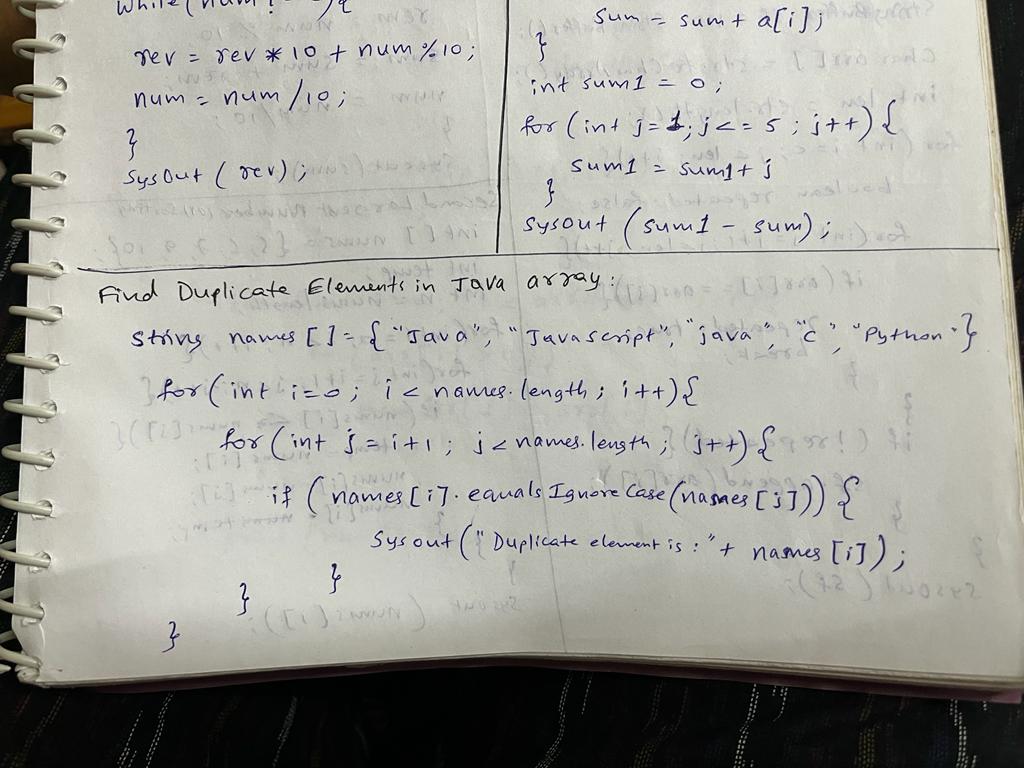 while(num
rev = rev * 10 + num % 10;
num = num / 10;
}
sysout ( rev );
sum = sum + a[i];
}
int sum1 = 0;
for ( int j = 1; j <= 5 ; j++) {
sum1 = sum1 + j
}
sysout ( sum1 - sum);
Find Duplicate Elements in Java array:
String names [] = { "Java", "Javascript", "java", "c", "Python" }
for ( int i = 0; i < names.length ; i++) {
for ( int j = i+1 ; j < names.length ; j++) {
if ( names [i]. equalsIgnoreCase (names [j])) {
Sysout ( "Duplicate element is : " + names [i] );
}
}
}